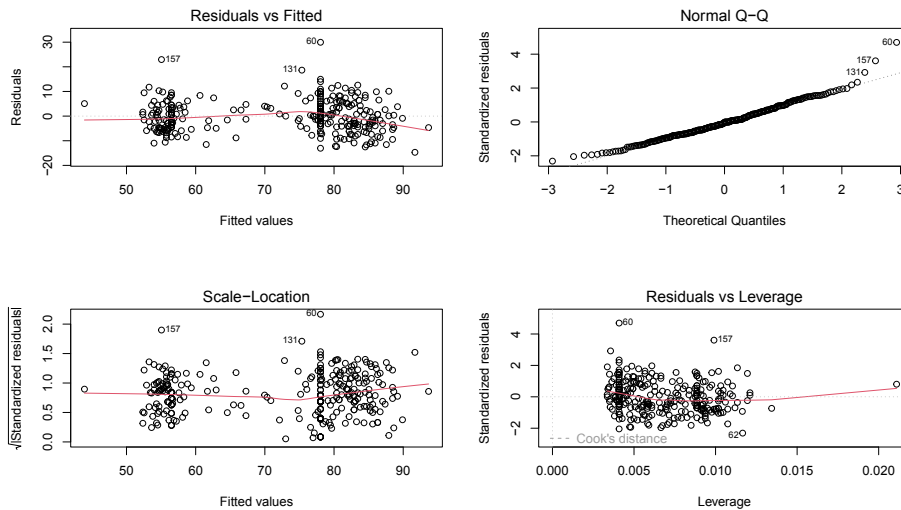 Residuals vs Fitted
Residuals
30
10
0
-20
60
157
131
50 60 70 80 90
Fitted values
Normal Q−Q
Standardized residuals
4
2
0
-2
60
157
131
−3 −2 −1 0 1 2 3
Theoretical Quantiles
Scale−Location
√|Standardized residuals|
2.0
1.5
1.0
0.5
0.0
60
157
131
50 60 70 80 90
Fitted values
Residuals vs Leverage
Standardized residuals
4
2
0
-2
60
157
62
Cook's distance
0.000 0.005 0.010 0.015 0.020
Leverage